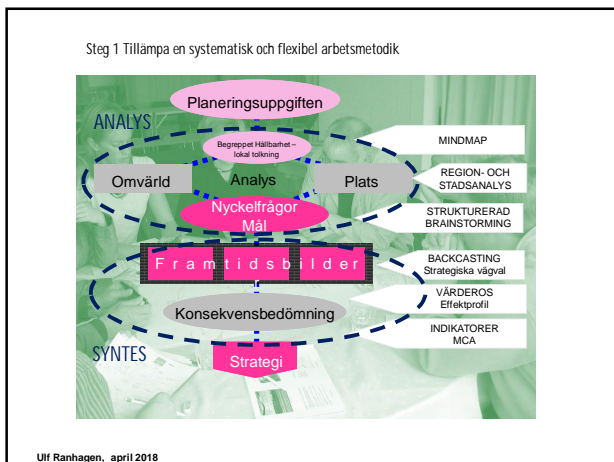 Steg 1 Tillämpa en systematisk och flexibel arbetsmetodik
Planeringsuppgiften
ANALYS
Begreppet Hållbarhet –
lokal tolkning
MINDMAP
Omvärld
Analys
Plats
REGION- OCH
STADSANALYS
Nyckelfrågor
Mål
STRUKTURERAD
BRAINSTORMING
Framtidsbilder
BACKCASTING
Strategiska vägval
VÄRDEROS
Effektprofil
Konsekvensbedömning
INDIKATORER
MCA
SYNTES
Strategi
Ulf Ranhagen, april 2018